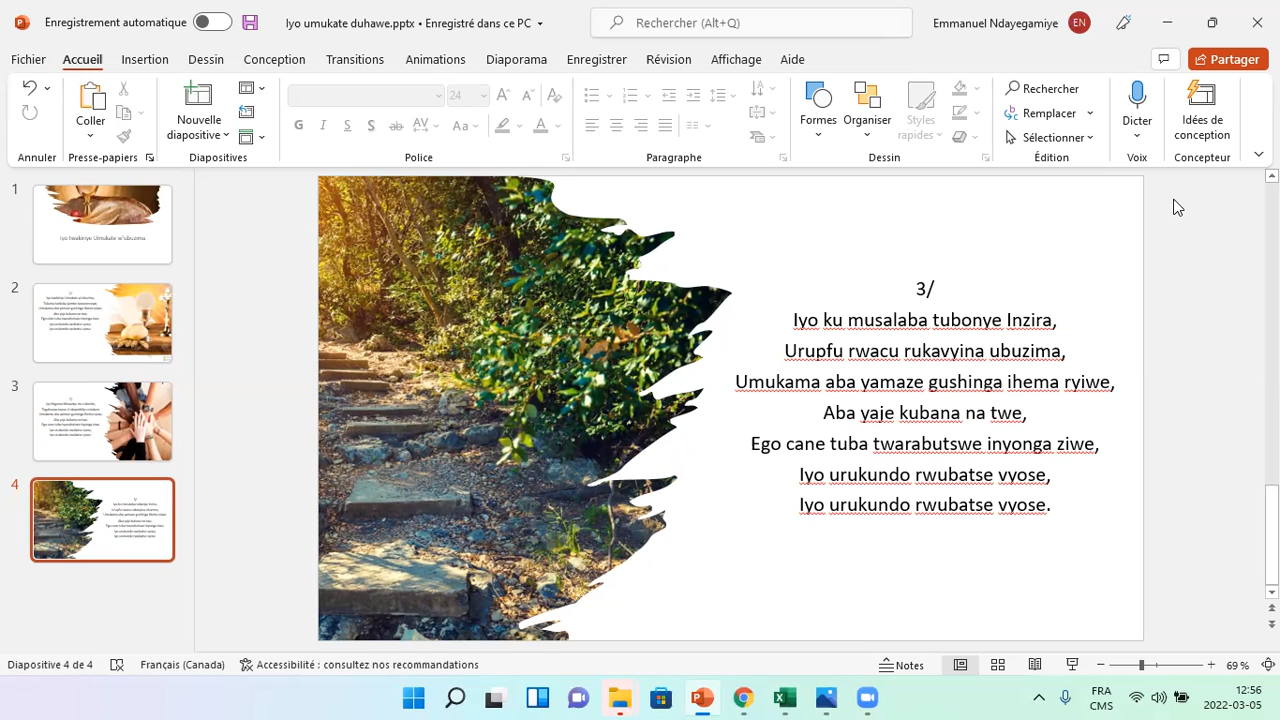 Enregistrement automatique
Iyo umukate duhawe.pptx • Enregistré dans ce PC
Rechercher (Alt+Q)
Emmanuel Ndayegamiye
EN
Fichier Accueil Insertion Dessin Conception Transitions Animations Diaporama Enregistrer Révision Affichage Aide
Partager
Coller
Nouvelle diapositive
24
Formes
Organiser
Styles rapides
Rechercher
Remplacer
Sélectionner
Dicter
Idées de conception
Annuler Presse-papiers Diapositives Police Paragraphe Dessin Édition Voix Concepteur
1
2
3
4
3/
Iyo ku musalaba tubonye Inzira,
Urupfu rwacu rukavyina ubuzima,
Umukama aba yamaze gushinga ihema ryiwe,
Aba yaje kubana na twe,
Ego cane tuba twarabutswe inyonga ziwe,
Iyo urukundo rwubatse vyose,
Iyo urukundo rwubatse vyose.
Diapositive 4 de 4
Français (Canada)
Accessibilité : consultez nos recommandations
Notes
69 %
FRA
CMS
12:56
2022-03-05